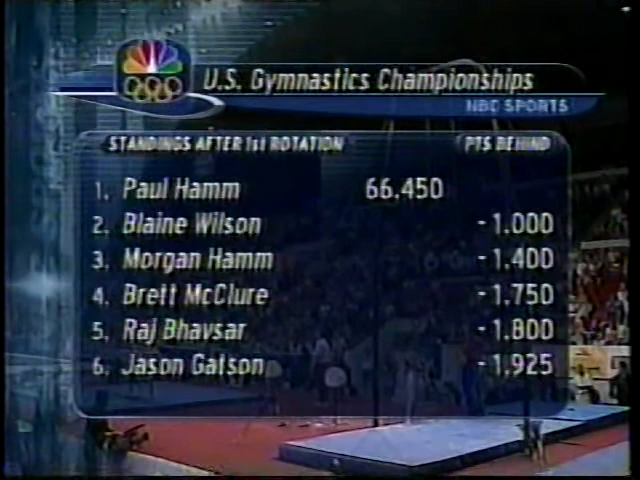 U.S. Gymnastics Championships
NBC SPORTS
STANDINGS AFTER 1st ROTATION PTS BEHIND
1. Paul Hamm 66.450
2. Blaine Wilson -1.000
3. Morgan Hamm -1.400
4. Brett McClure -1.750
5. Raj Bhavsar -1.800
6. Jason Gatson -1.925